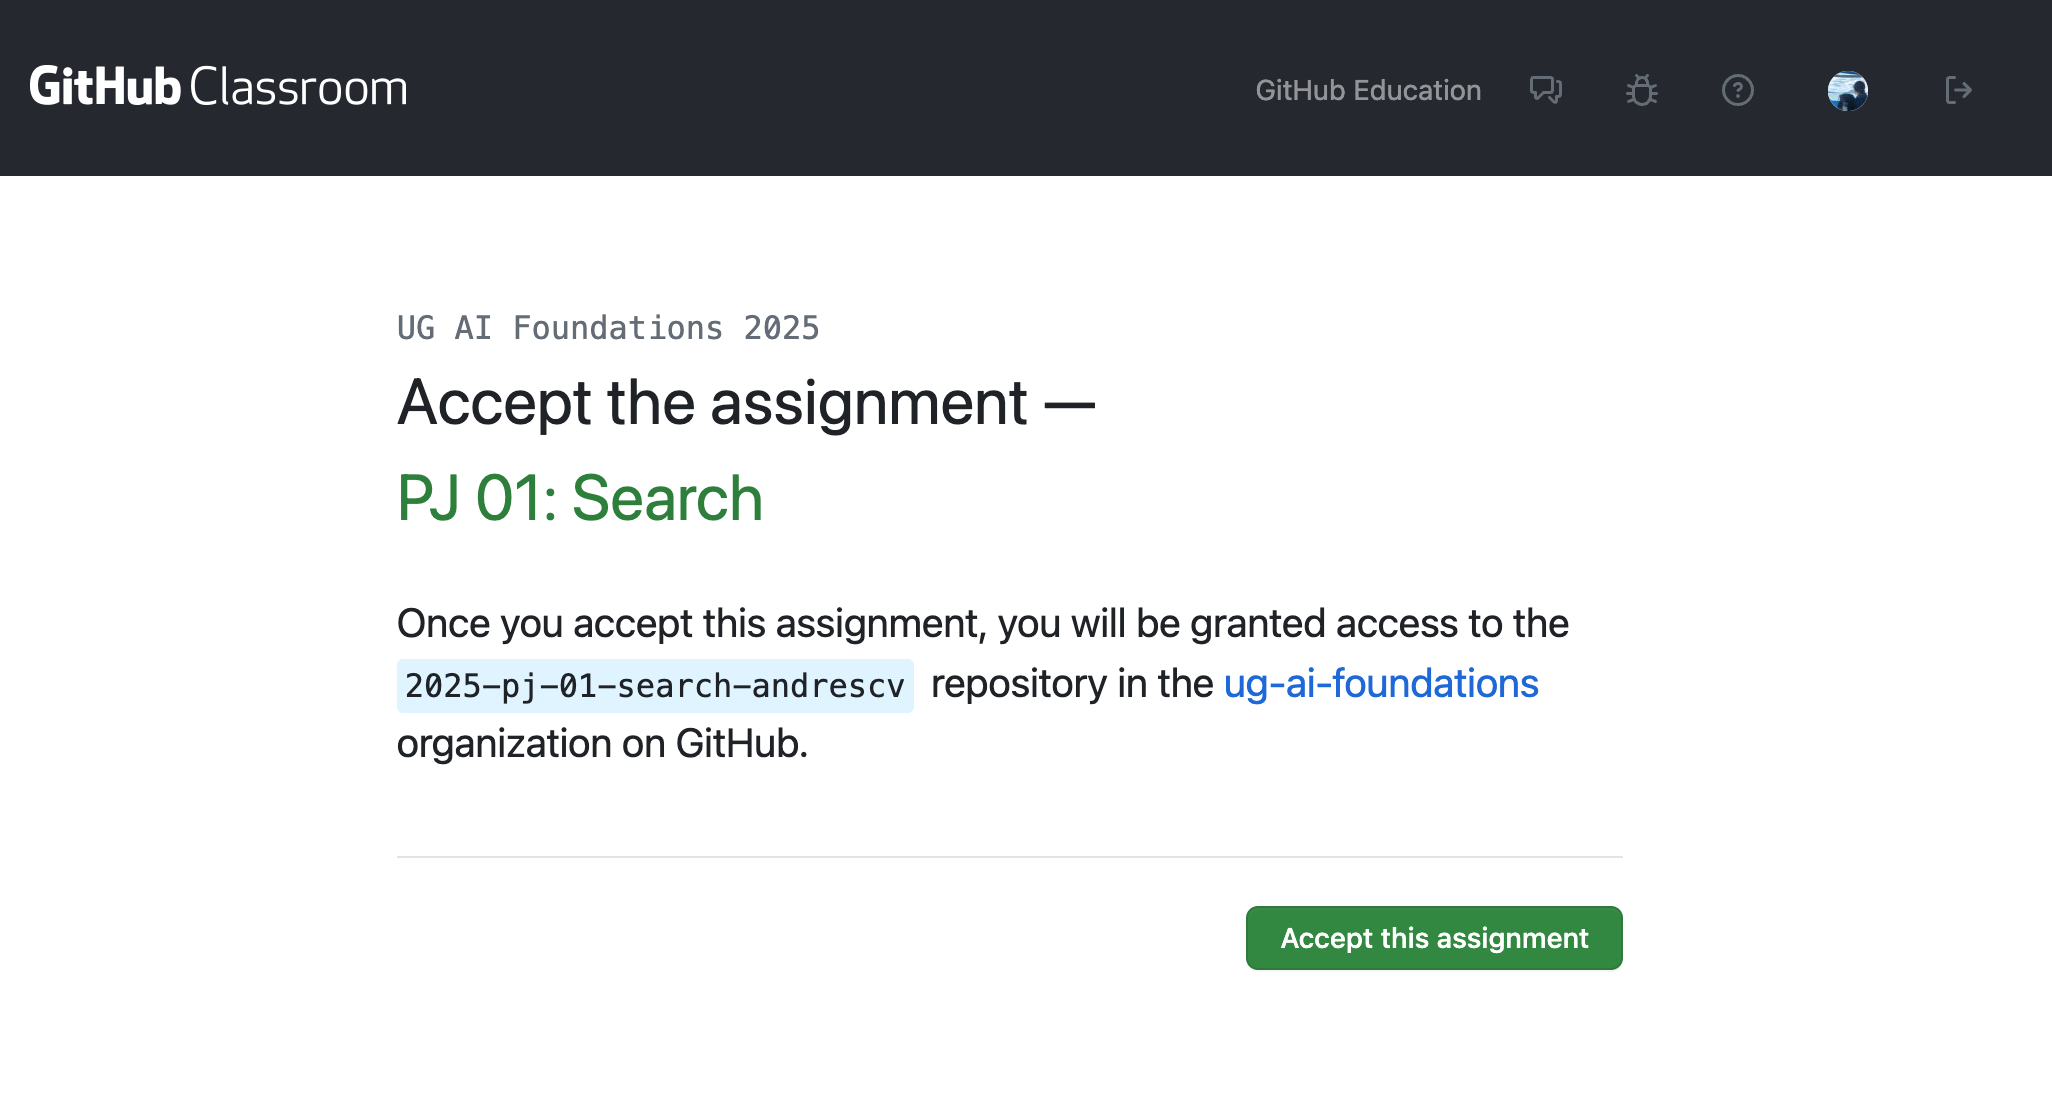 GitHub Classroom
GitHub Education
UG AI Foundations 2025
Accept the assignment —
PJ 01: Search
Once you accept this assignment, you will be granted access to the
2025-pj-01-search-andrescv repository in the ug-ai-foundations
organization on GitHub.
Accept this assignment